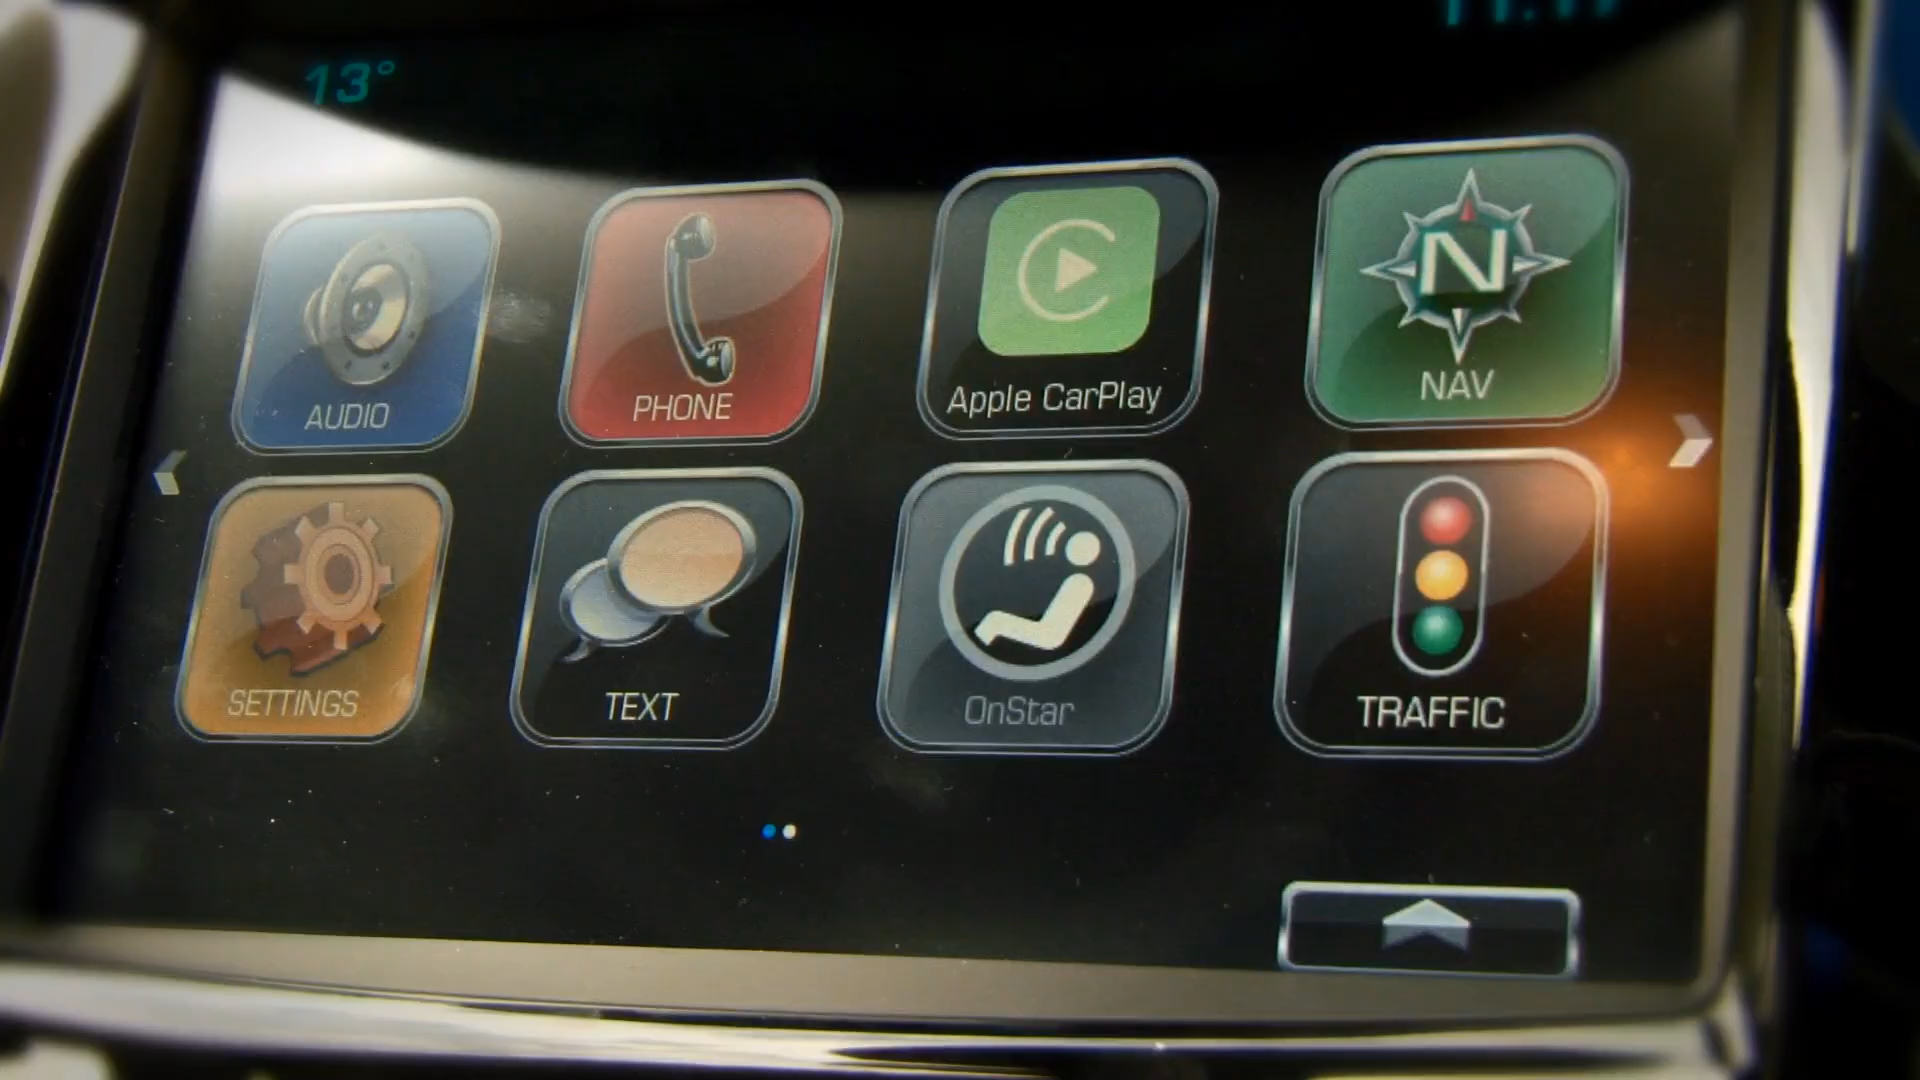 13°
AUDIO
PHONE
Apple CarPlay
N
NAV
SETTINGS
TEXT
OnStar
TRAFFIC